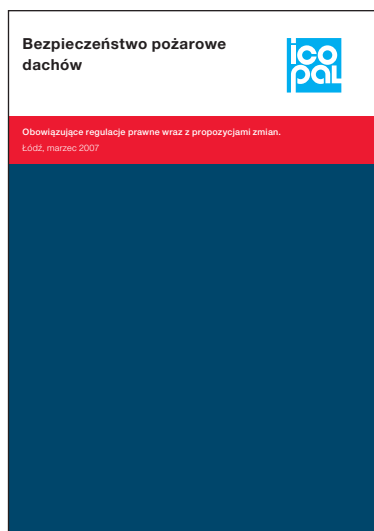 Bezpieczeństwo pożarowe
dachów
ico
pal
Obowiązujące regulacje prawne wraz z propozycjami zmian.
Łódź, marzec 2007